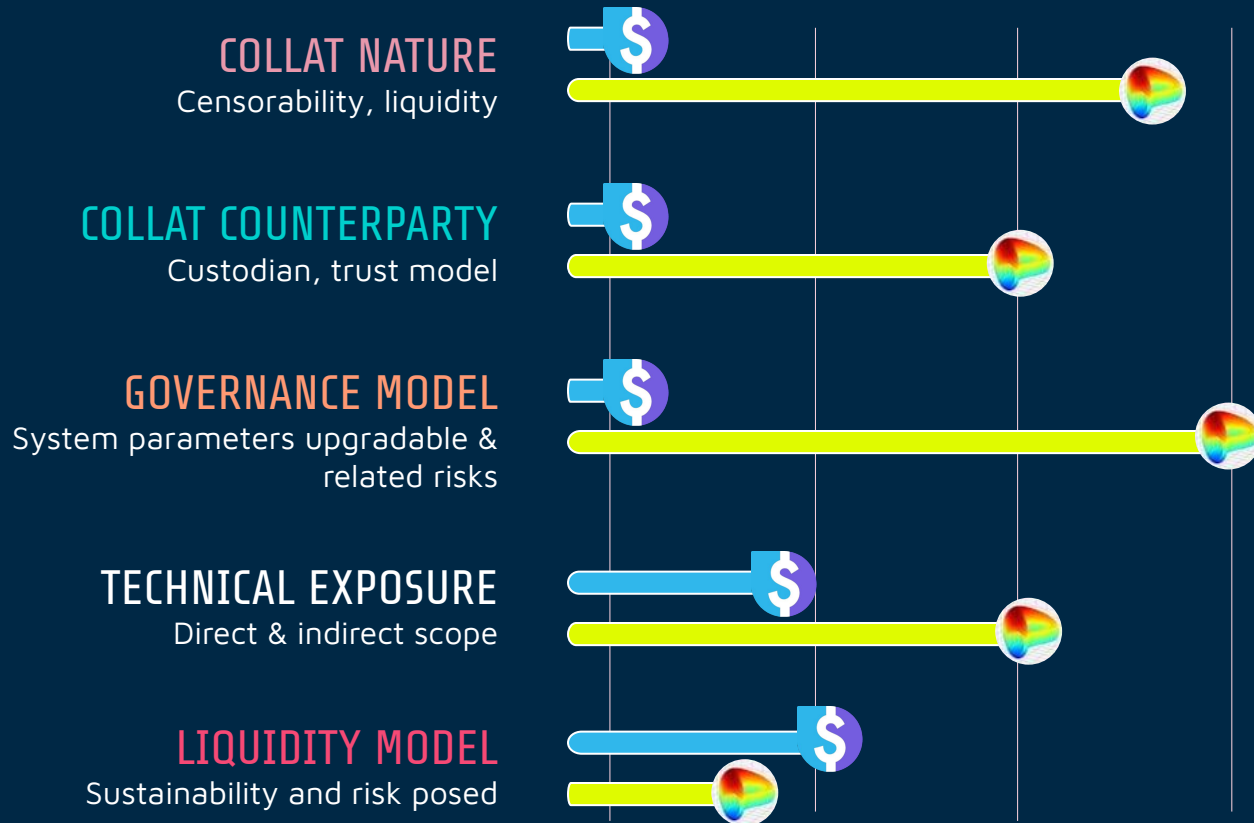 COLLAT NATURE
Censorability, liquidity
COLLAT COUNTERPARTY
Custodian, trust model
GOVERNANCE MODEL
System parameters upgradable &
related risks
TECHNICAL EXPOSURE
Direct & indirect scope
LIQUIDITY MODEL
Sustainability and risk posed